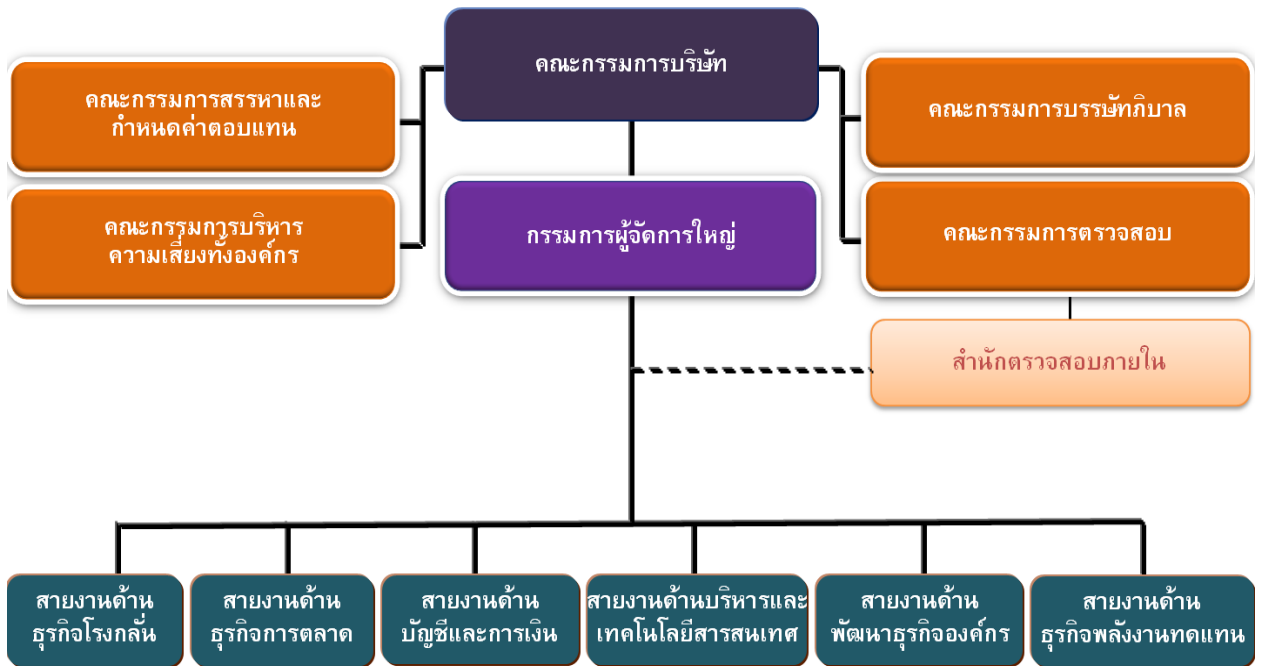 คณะกรรมการบริษัท
คณะกรรมการสรรหาและ
กำหนดค่าตอบแทน
คณะกรรมการบรรษัทภิบาล
คณะกรรมการบริหาร
ความเสี่ยงทั้งองค์กร
กรรมการผู้จัดการใหญ่
คณะกรรมการตรวจสอบ
สำนักตรวจสอบภายใน
สายงานด้าน
ธุรกิจโรงกลั่น
สายงานด้าน
ธุรกิจการตลาด
สายงานด้าน
บัญชีและการเงิน
สายงานด้านบริหารและ
เทคโนโลยีสารสนเทศ
สายงานด้าน
พัฒนาธุรกิจองค์กร
สายงานด้าน
ธุรกิจพลังงานทดแทน